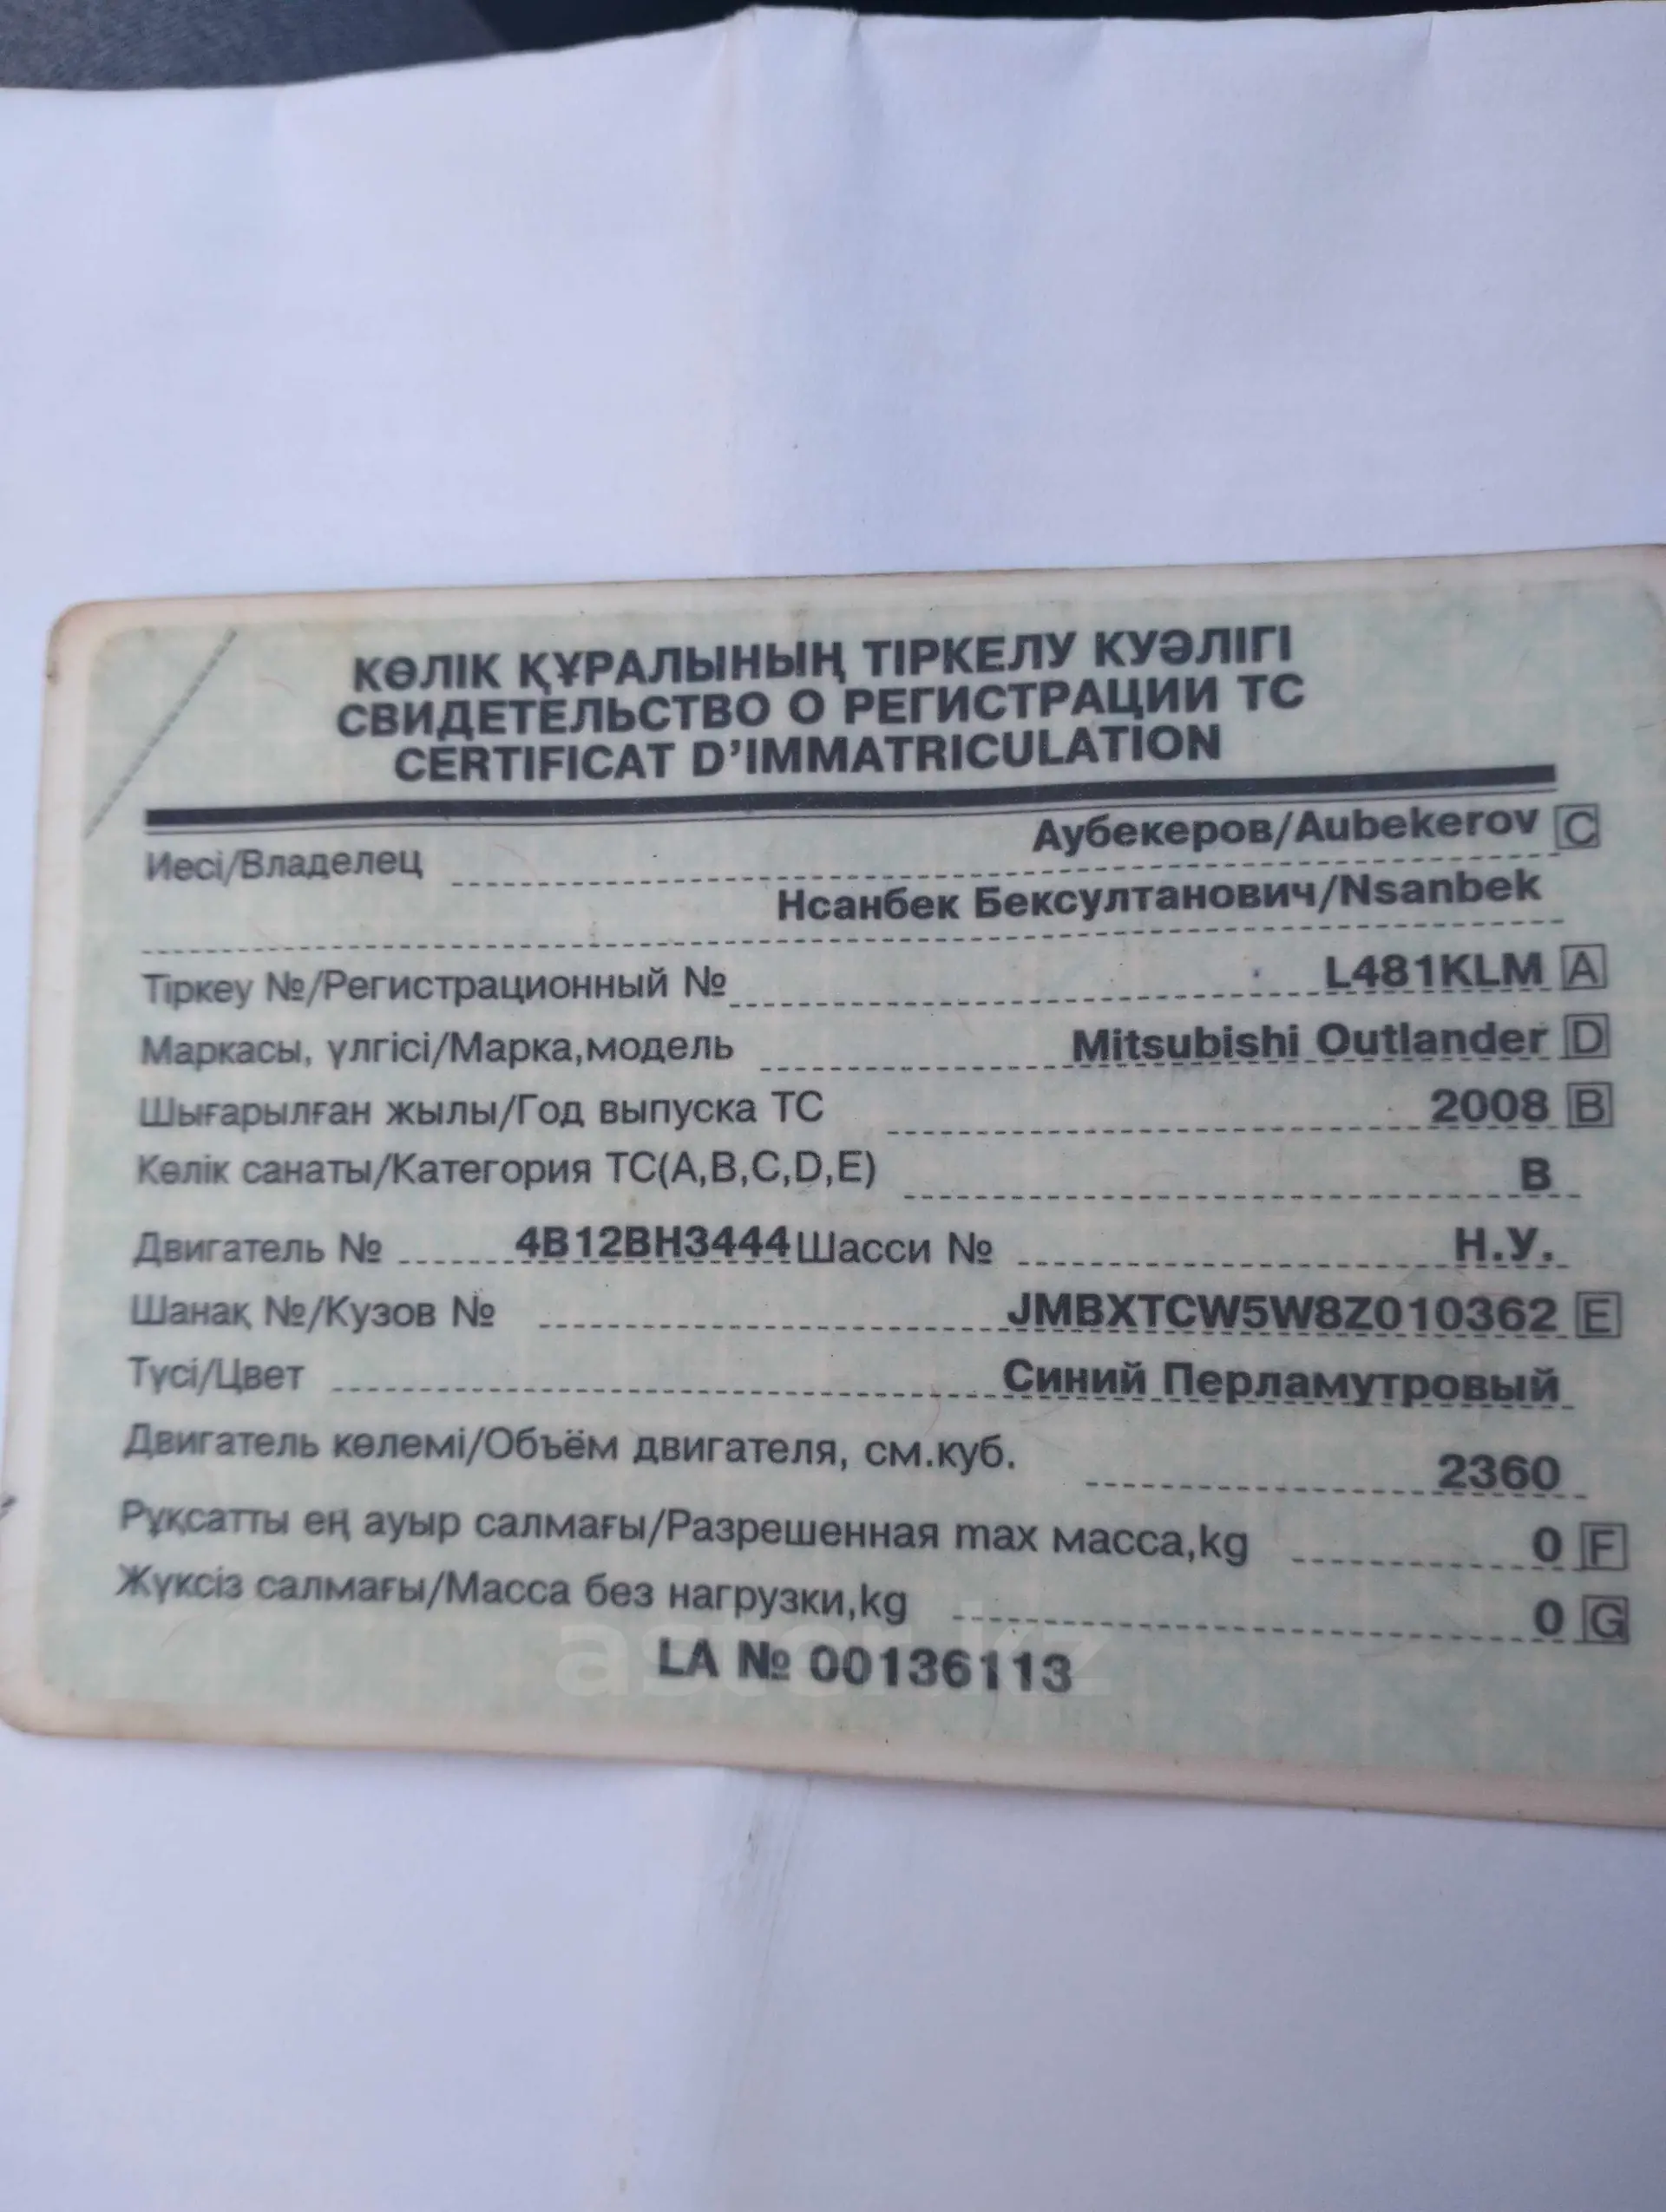 КӨЛІК ҚҰРАЛЫНЫҢ ТІРКЕЛУ КУӘЛІГІ
СВИДЕТЕЛЬСТВО О РЕГИСТРАЦИИ ТС
CERTIFICAT D'IMMATRICULATION
Иесі/Владелец Аубекеров/Aubekerov C
Нсанбек Бексултанович/Nsanbek
Тіркеу №/Регистрационный № L481KLM A
Маркасы, үлгісі/Марка,модель Mitsubishi Outlander D
Шығарылған жылы/Год выпуска ТС 2008 B
Көлік санаты/Категория ТС(A,B,C,D,E) B
Двигатель № 4B12BH3444 Шасси № Н.У.
Шанақ №/Кузов № JMBXTCW5W8Z010362 E
Түсі/Цвет Синий Перламутровый
Двигатель көлемі/Объём двигателя, см.куб. 2360
Рұқсатты ең ауыр салмағы/Разрешенная max масса,kg 0 F
Жүксіз салмағы/Масса без нагрузки,kg 0 G
LA № 00136113
aster.kz